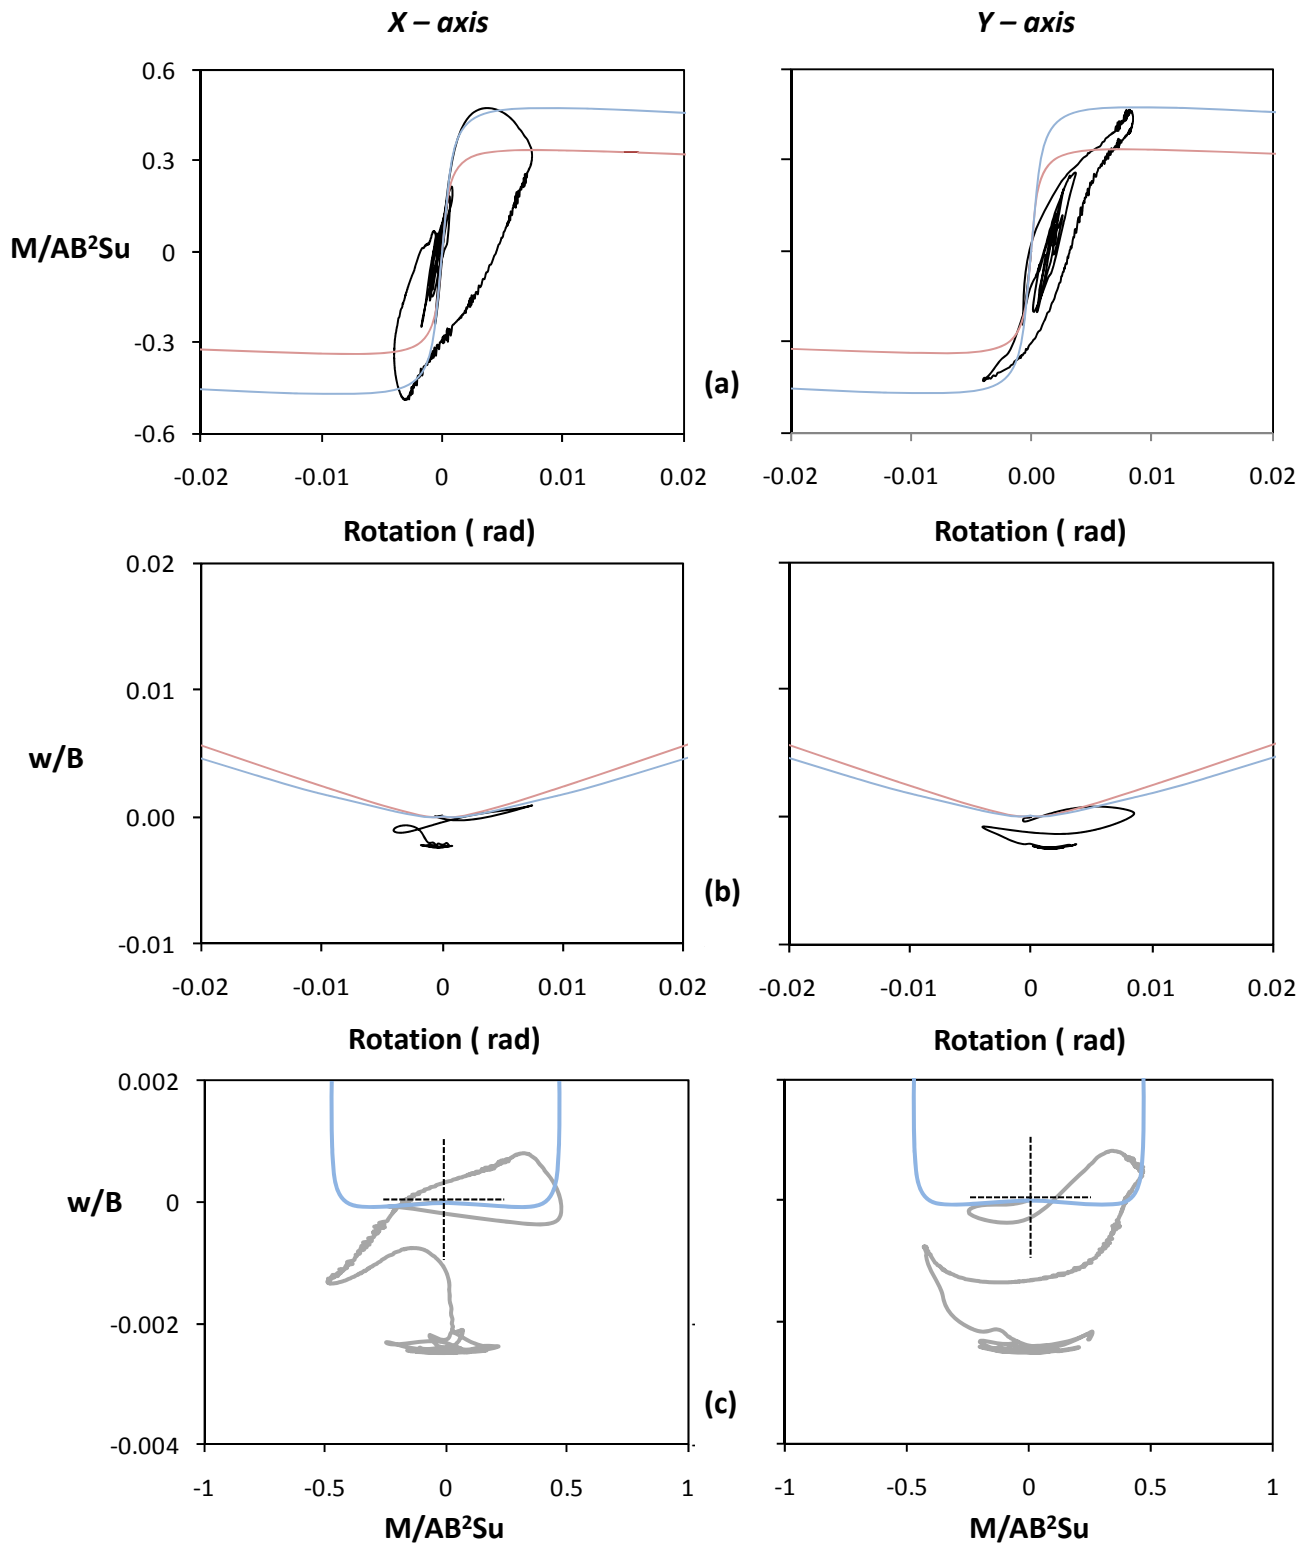 X – axis Y – axis
0.6
0.3
M/AB²Su 0
-0.3
(a)
-0.6
-0.02 -0.01 0 0.01 0.02 -0.02 -0.01 0.00 0.01 0.02
Rotation ( rad) Rotation ( rad)
0.02
0.01
w/B
0.00
(b)
-0.01
-0.02 -0.01 0 0.01 0.02 -0.02 -0.01 0 0.01 0.02
Rotation ( rad) Rotation ( rad)
0.002
w/B 0
-0.002
(c)
-0.004
-1 -0.5 0 0.5 1 -1 -0.5 0 0.5 1
M/AB²Su M/AB²Su